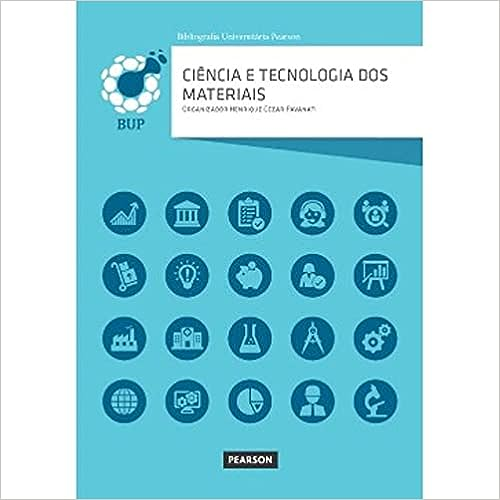 Bibliografia Universitária Pearson
CIÊNCIA E TECNOLOGIA DOS
MATERIAIS
ORGANIZADOR HENRIQUE CEZAR PAVANATI
BUP
PEARSON